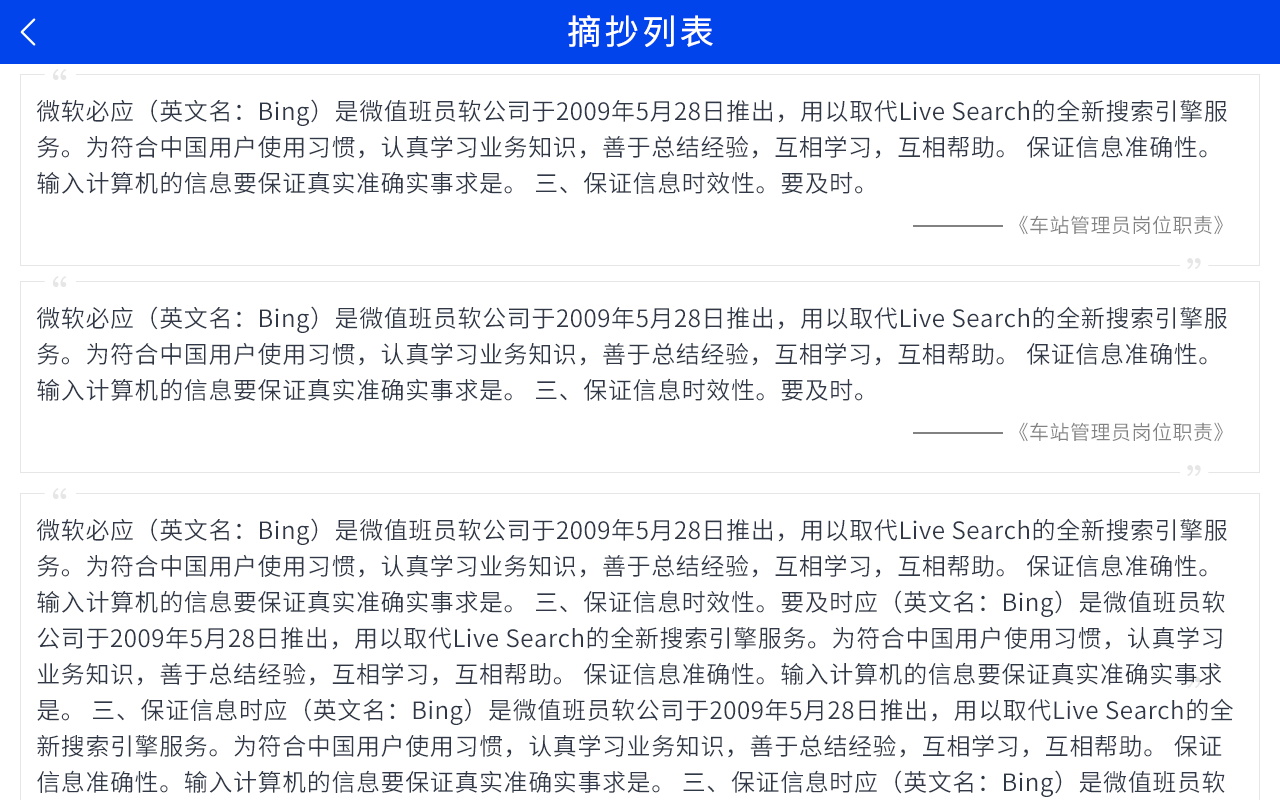 摘抄列表
“
微软必应（英文名：Bing）是微值班员软公司于2009年5月28日推出，用以取代Live Search的全新搜索引擎服
务。为符合中国用户使用习惯，认真学习业务知识，善于总结经验，互相学习，互相帮助。 保证信息准确性。
输入计算机的信息要保证真实准确实事求是。 三、保证信息时效性。要及时。
———— 《车站管理员岗位职责》
”
“
微软必应（英文名：Bing）是微值班员软公司于2009年5月28日推出，用以取代Live Search的全新搜索引擎服
务。为符合中国用户使用习惯，认真学习业务知识，善于总结经验，互相学习，互相帮助。 保证信息准确性。
输入计算机的信息要保证真实准确实事求是。 三、保证信息时效性。要及时。
———— 《车站管理员岗位职责》
”
“
微软必应（英文名：Bing）是微值班员软公司于2009年5月28日推出，用以取代Live Search的全新搜索引擎服
务。为符合中国用户使用习惯，认真学习业务知识，善于总结经验，互相学习，互相帮助。 保证信息准确性。
输入计算机的信息要保证真实准确实事求是。 三、保证信息时效性。要及时应（英文名：Bing）是微值班员软
公司于2009年5月28日推出，用以取代Live Search的全新搜索引擎服务。为符合中国用户使用习惯，认真学习
业务知识，善于总结经验，互相学习，互相帮助。 保证信息准确性。输入计算机的信息要保证真实准确实事求
是。 三、保证信息时应（英文名：Bing）是微值班员软公司于2009年5月28日推出，用以取代Live Search的全
新搜索引擎服务。为符合中国用户使用习惯，认真学习业务知识，善于总结经验，互相学习，互相帮助。 保证
信息准确性。输入计算机的信息要保证真实准确实事求是。 三、保证信息时应（英文名：Bing）是微值班员软